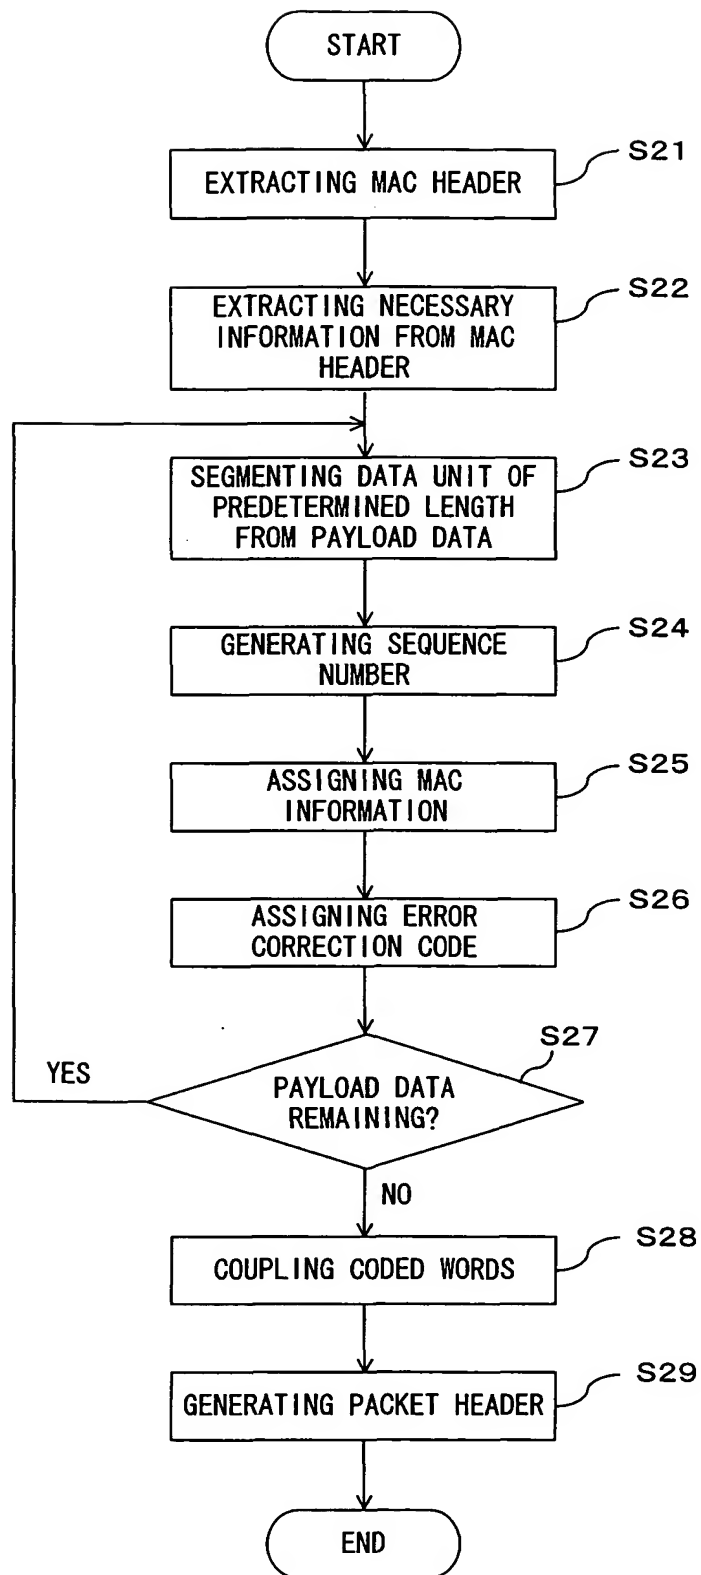 START
S21
EXTRACTING MAC HEADER
S22
EXTRACTING NECESSARY
INFORMATION FROM MAC
HEADER
S23
SEGMENTING DATA UNIT OF
PREDETERMINED LENGTH
FROM PAYLOAD DATA
S24
GENERATING SEQUENCE
NUMBER
S25
ASSIGNING MAC
INFORMATION
S26
ASSIGNING ERROR
CORRECTION CODE
S27
YES
PAYLOAD DATA
REMAINING?
NO
S28
COUPLING CODED WORDS
S29
GENERATING PACKET HEADER
END